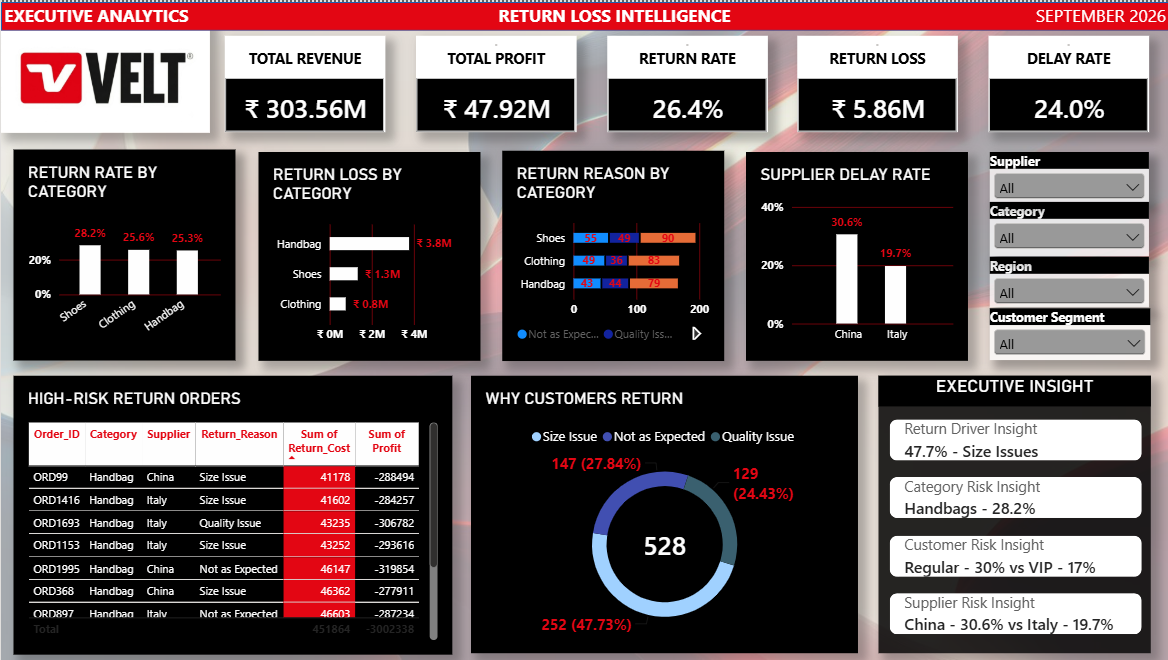 EXECUTIVE ANALYTICS
RETURN LOSS INTELLIGENCE
SEPTEMBER 2026
VELT®
TOTAL REVENUE
₹ 303.56M
TOTAL PROFIT
₹ 47.92M
RETURN RATE
26.4%
RETURN LOSS
₹ 5.86M
DELAY RATE
24.0%
RETURN RATE BY
CATEGORY
28.2% 25.6% 25.3%
20%
0%
Shoes Clothing Handbag
RETURN LOSS BY
CATEGORY
Handbag ₹ 3.8M
Shoes ₹ 1.3M
Clothing ₹ 0.8M
₹ 0M ₹ 2M ₹ 4M
RETURN REASON BY
CATEGORY
Shoes 55 49 90
Clothing 49 36 83
Handbag 43 44 79
0 100 200
Not as Expec... Quality Iss...
SUPPLIER DELAY RATE
40%
30.6%
20%
19.7%
0%
China Italy
Supplier
All
Category
All
Region
All
Customer Segment
All
HIGH-RISK RETURN ORDERS
Order_ID Category Supplier Return_Reason Sum of Return_Cost Sum of Profit
ORD99 Handbag China Size Issue 41178 -288494
ORD1416 Handbag Italy Size Issue 41602 -284257
ORD1693 Handbag Italy Quality Issue 43235 -306782
ORD1153 Handbag Italy Size Issue 43252 -293616
ORD1995 Handbag China Not as Expected 46147 -319854
ORD368 Handbag China Size Issue 46362 -277911
ORD897 Handbag Italy Not as Expected 46603 -287234
Total 451864 -3002338
WHY CUSTOMERS RETURN
Size Issue Not as Expected Quality Issue
147 (27.84%)
129
(24.43%)
528
252 (47.73%)
EXECUTIVE INSIGHT
Return Driver Insight
47.7% - Size Issues
Category Risk Insight
Handbags - 28.2%
Customer Risk Insight
Regular - 30% vs VIP - 17%
Supplier Risk Insight
China - 30.6% vs Italy - 19.7%